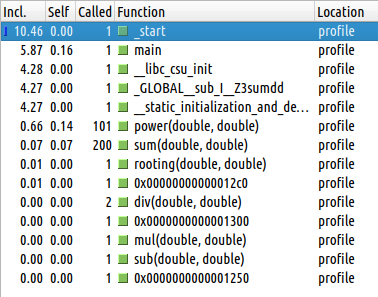 Incl. Self Called Function Location
10.46 0.00 1 _start profile
5.87 0.16 1 main profile
4.28 0.00 1 __libc_csu_init profile
4.27 0.00 1 _GLOBAL__sub_I__Z3sumdd profile
4.27 0.00 1 __static_initialization_and_de... profile
0.66 0.14 101 power(double, double) profile
0.07 0.07 200 sum(double, double) profile
0.01 0.00 1 rooting(double, double) profile
0.01 0.00 1 0x00000000000012c0 profile
0.00 0.00 2 div(double, double) profile
0.00 0.00 1 0x0000000000001300 profile
0.00 0.00 1 mul(double, double) profile
0.00 0.00 1 sub(double, double) profile
0.00 0.00 1 0x0000000000001250 profile